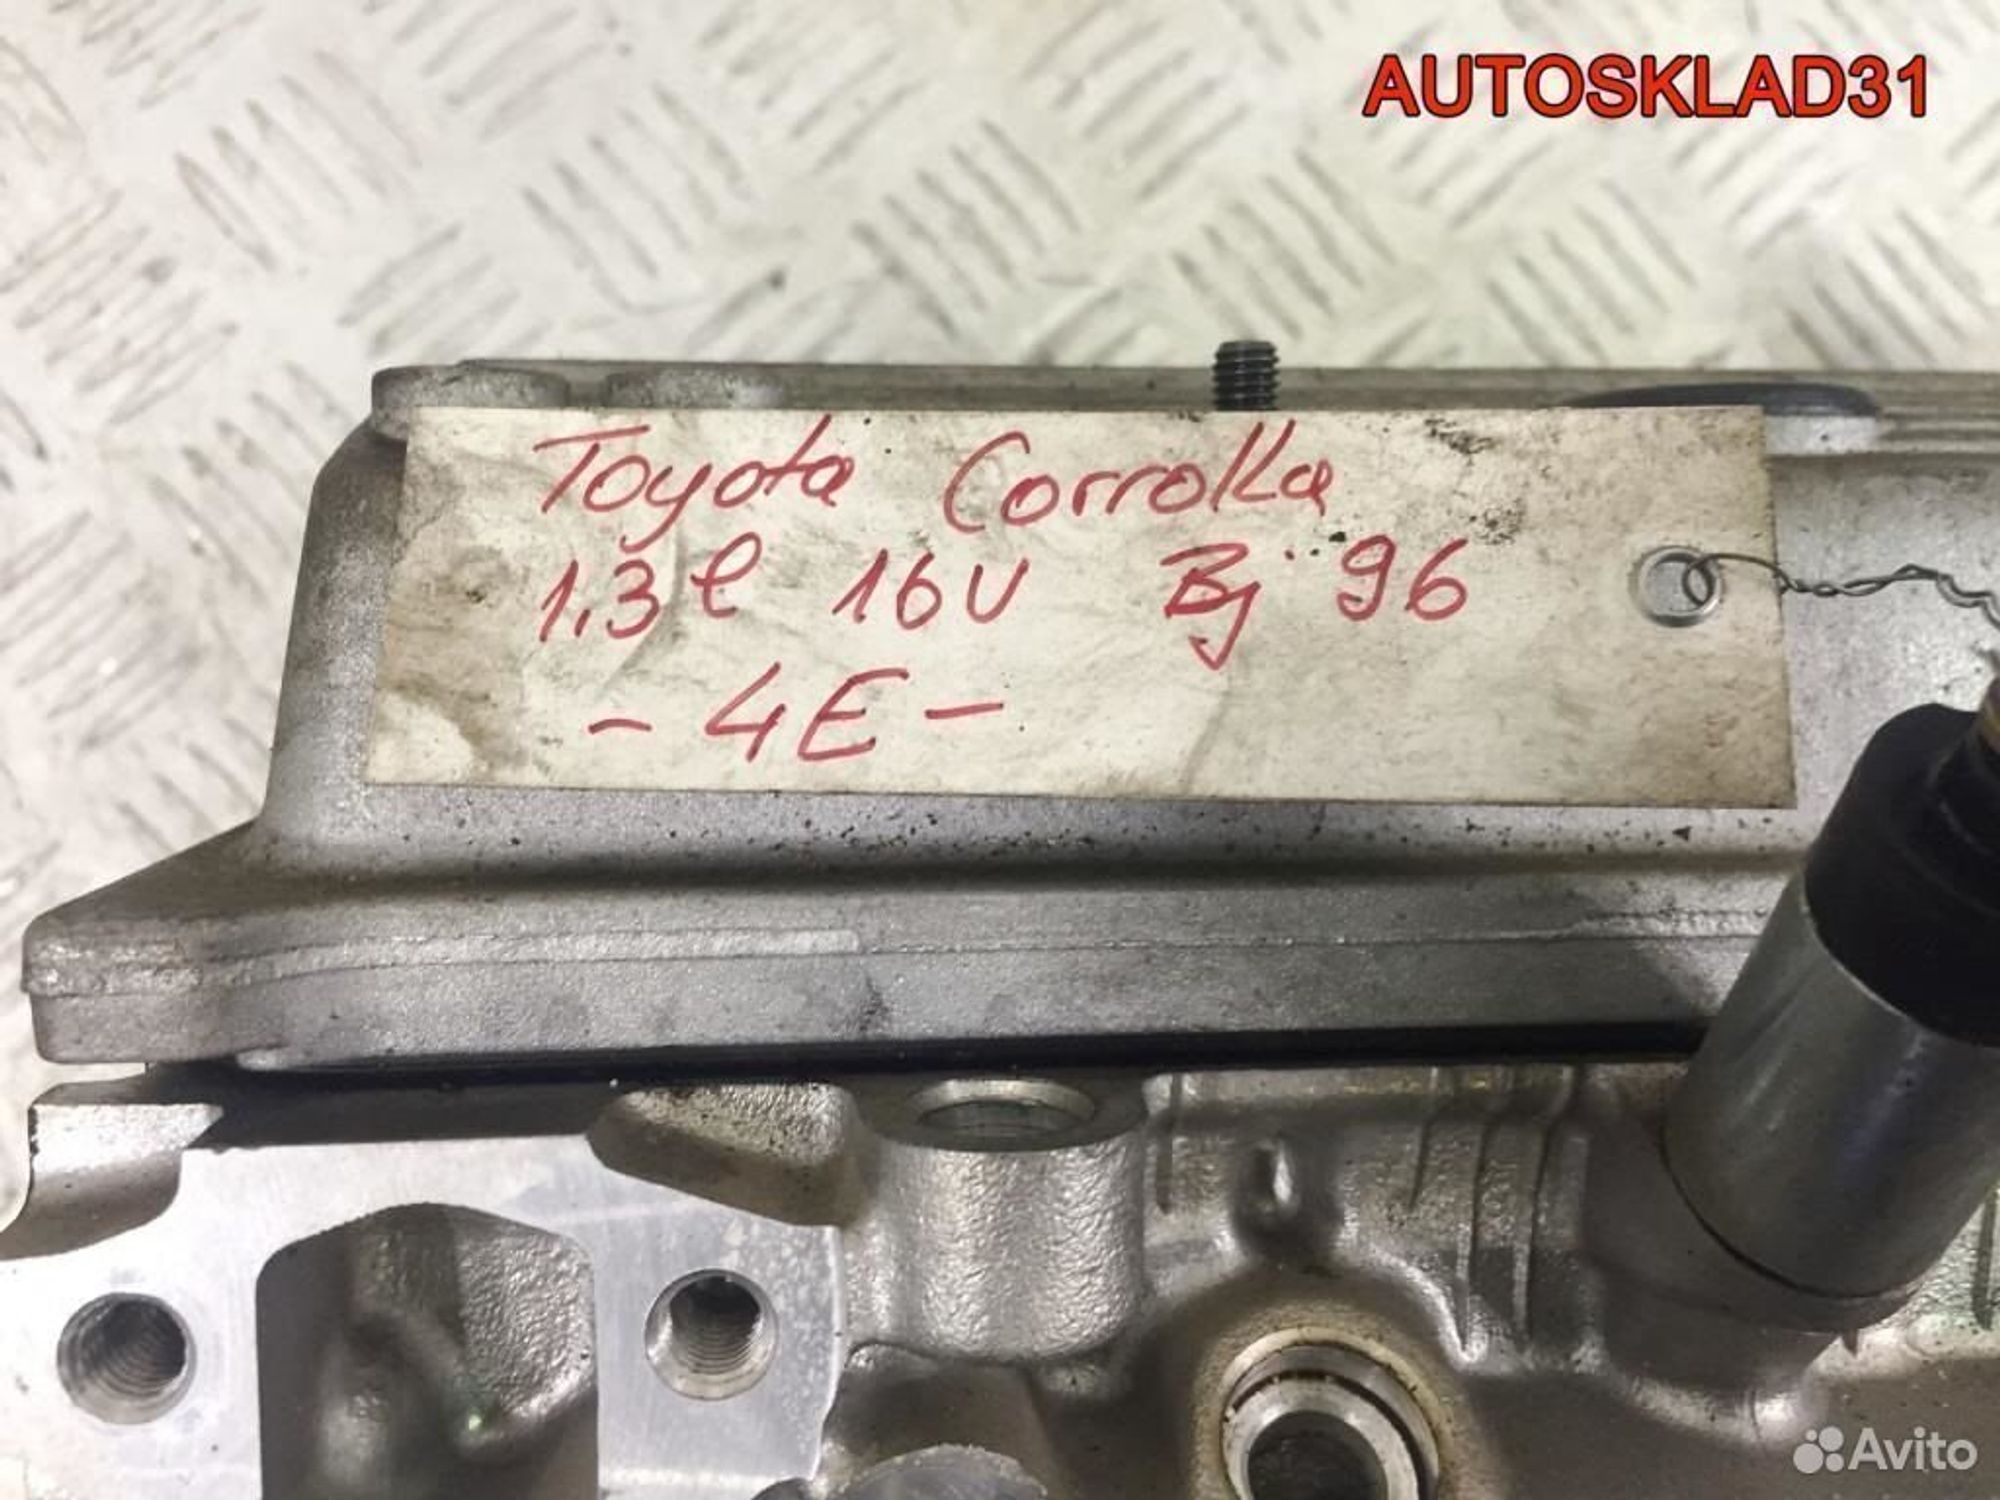 AUTOSKLAD31
Toyota Corrolla
1.3l 16V Bj 96
- 4E -
Avito